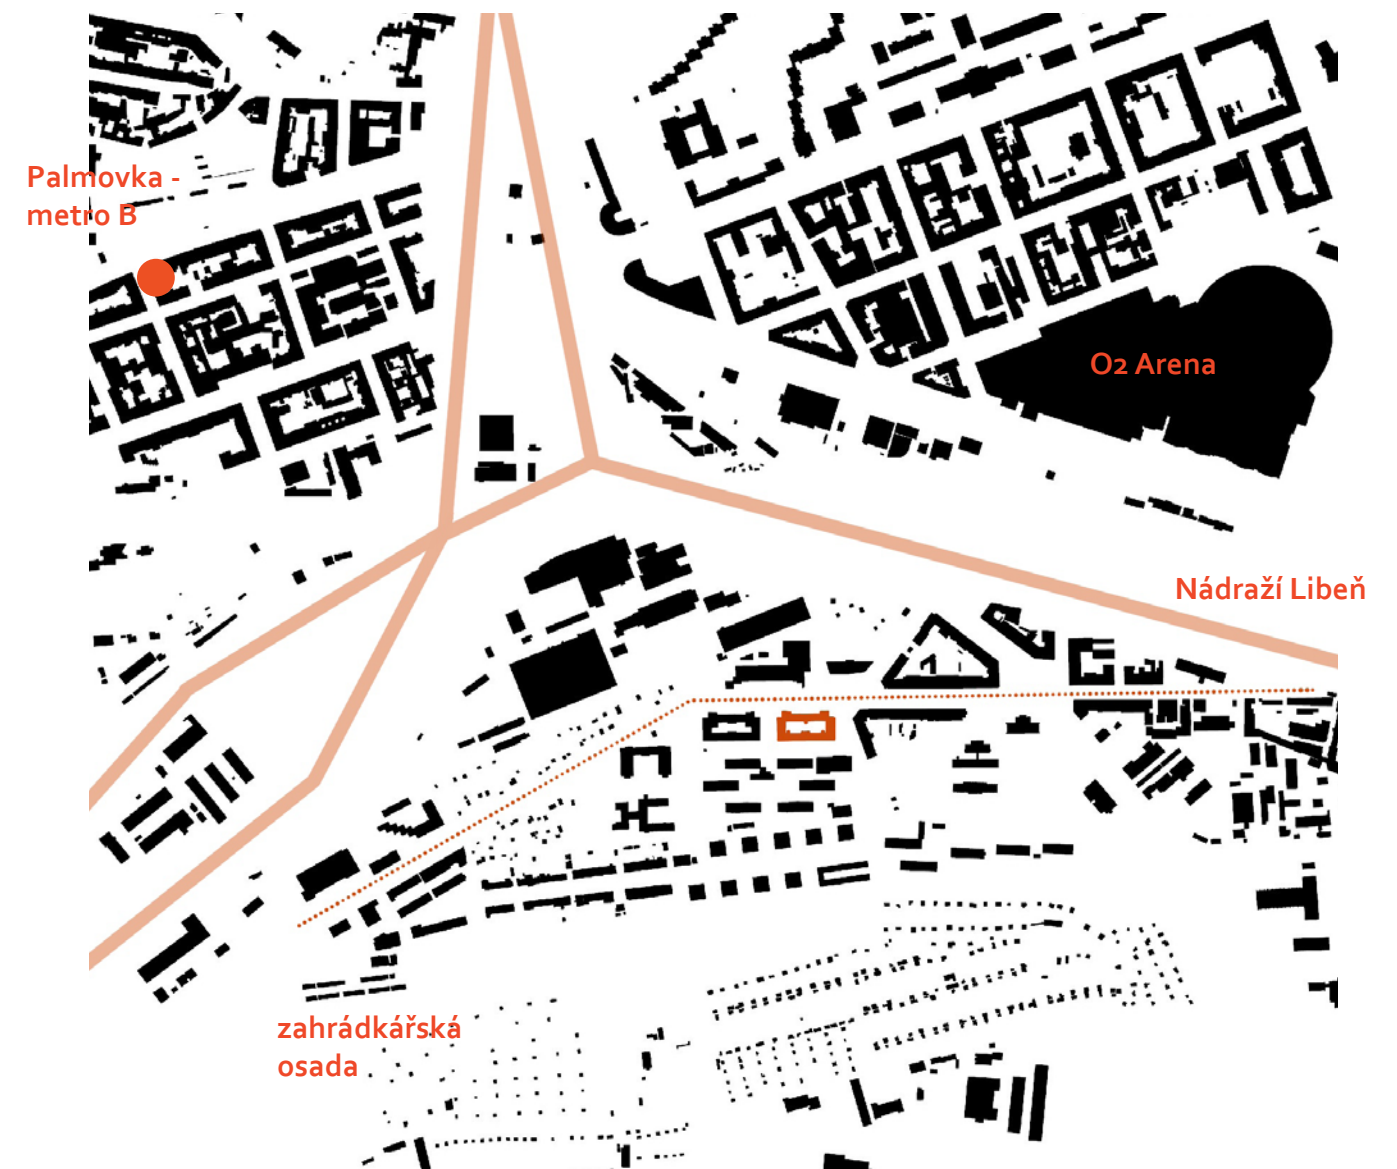 Palmovka -
metro B
O2 Arena
Nádraží Libeň
zahrádkářská
osada